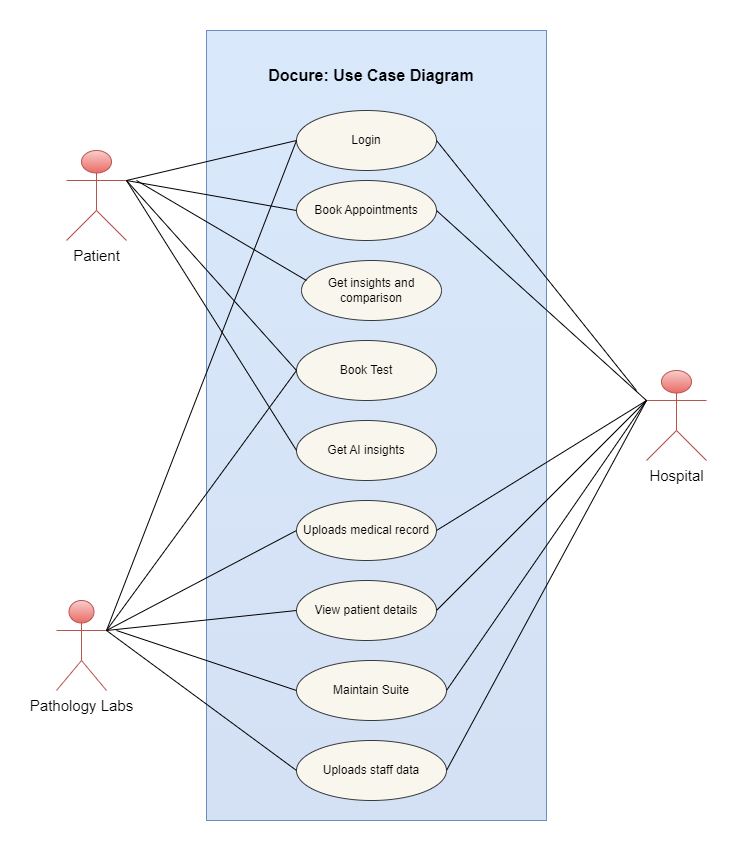 Docure: Use Case Diagram
Login
Book Appointments
Patient
Get insights and
comparison
Book Test
Get AI insights
Hospital
Uploads medical record
View patient details
Maintain Suite
Pathology Labs
Uploads staff data